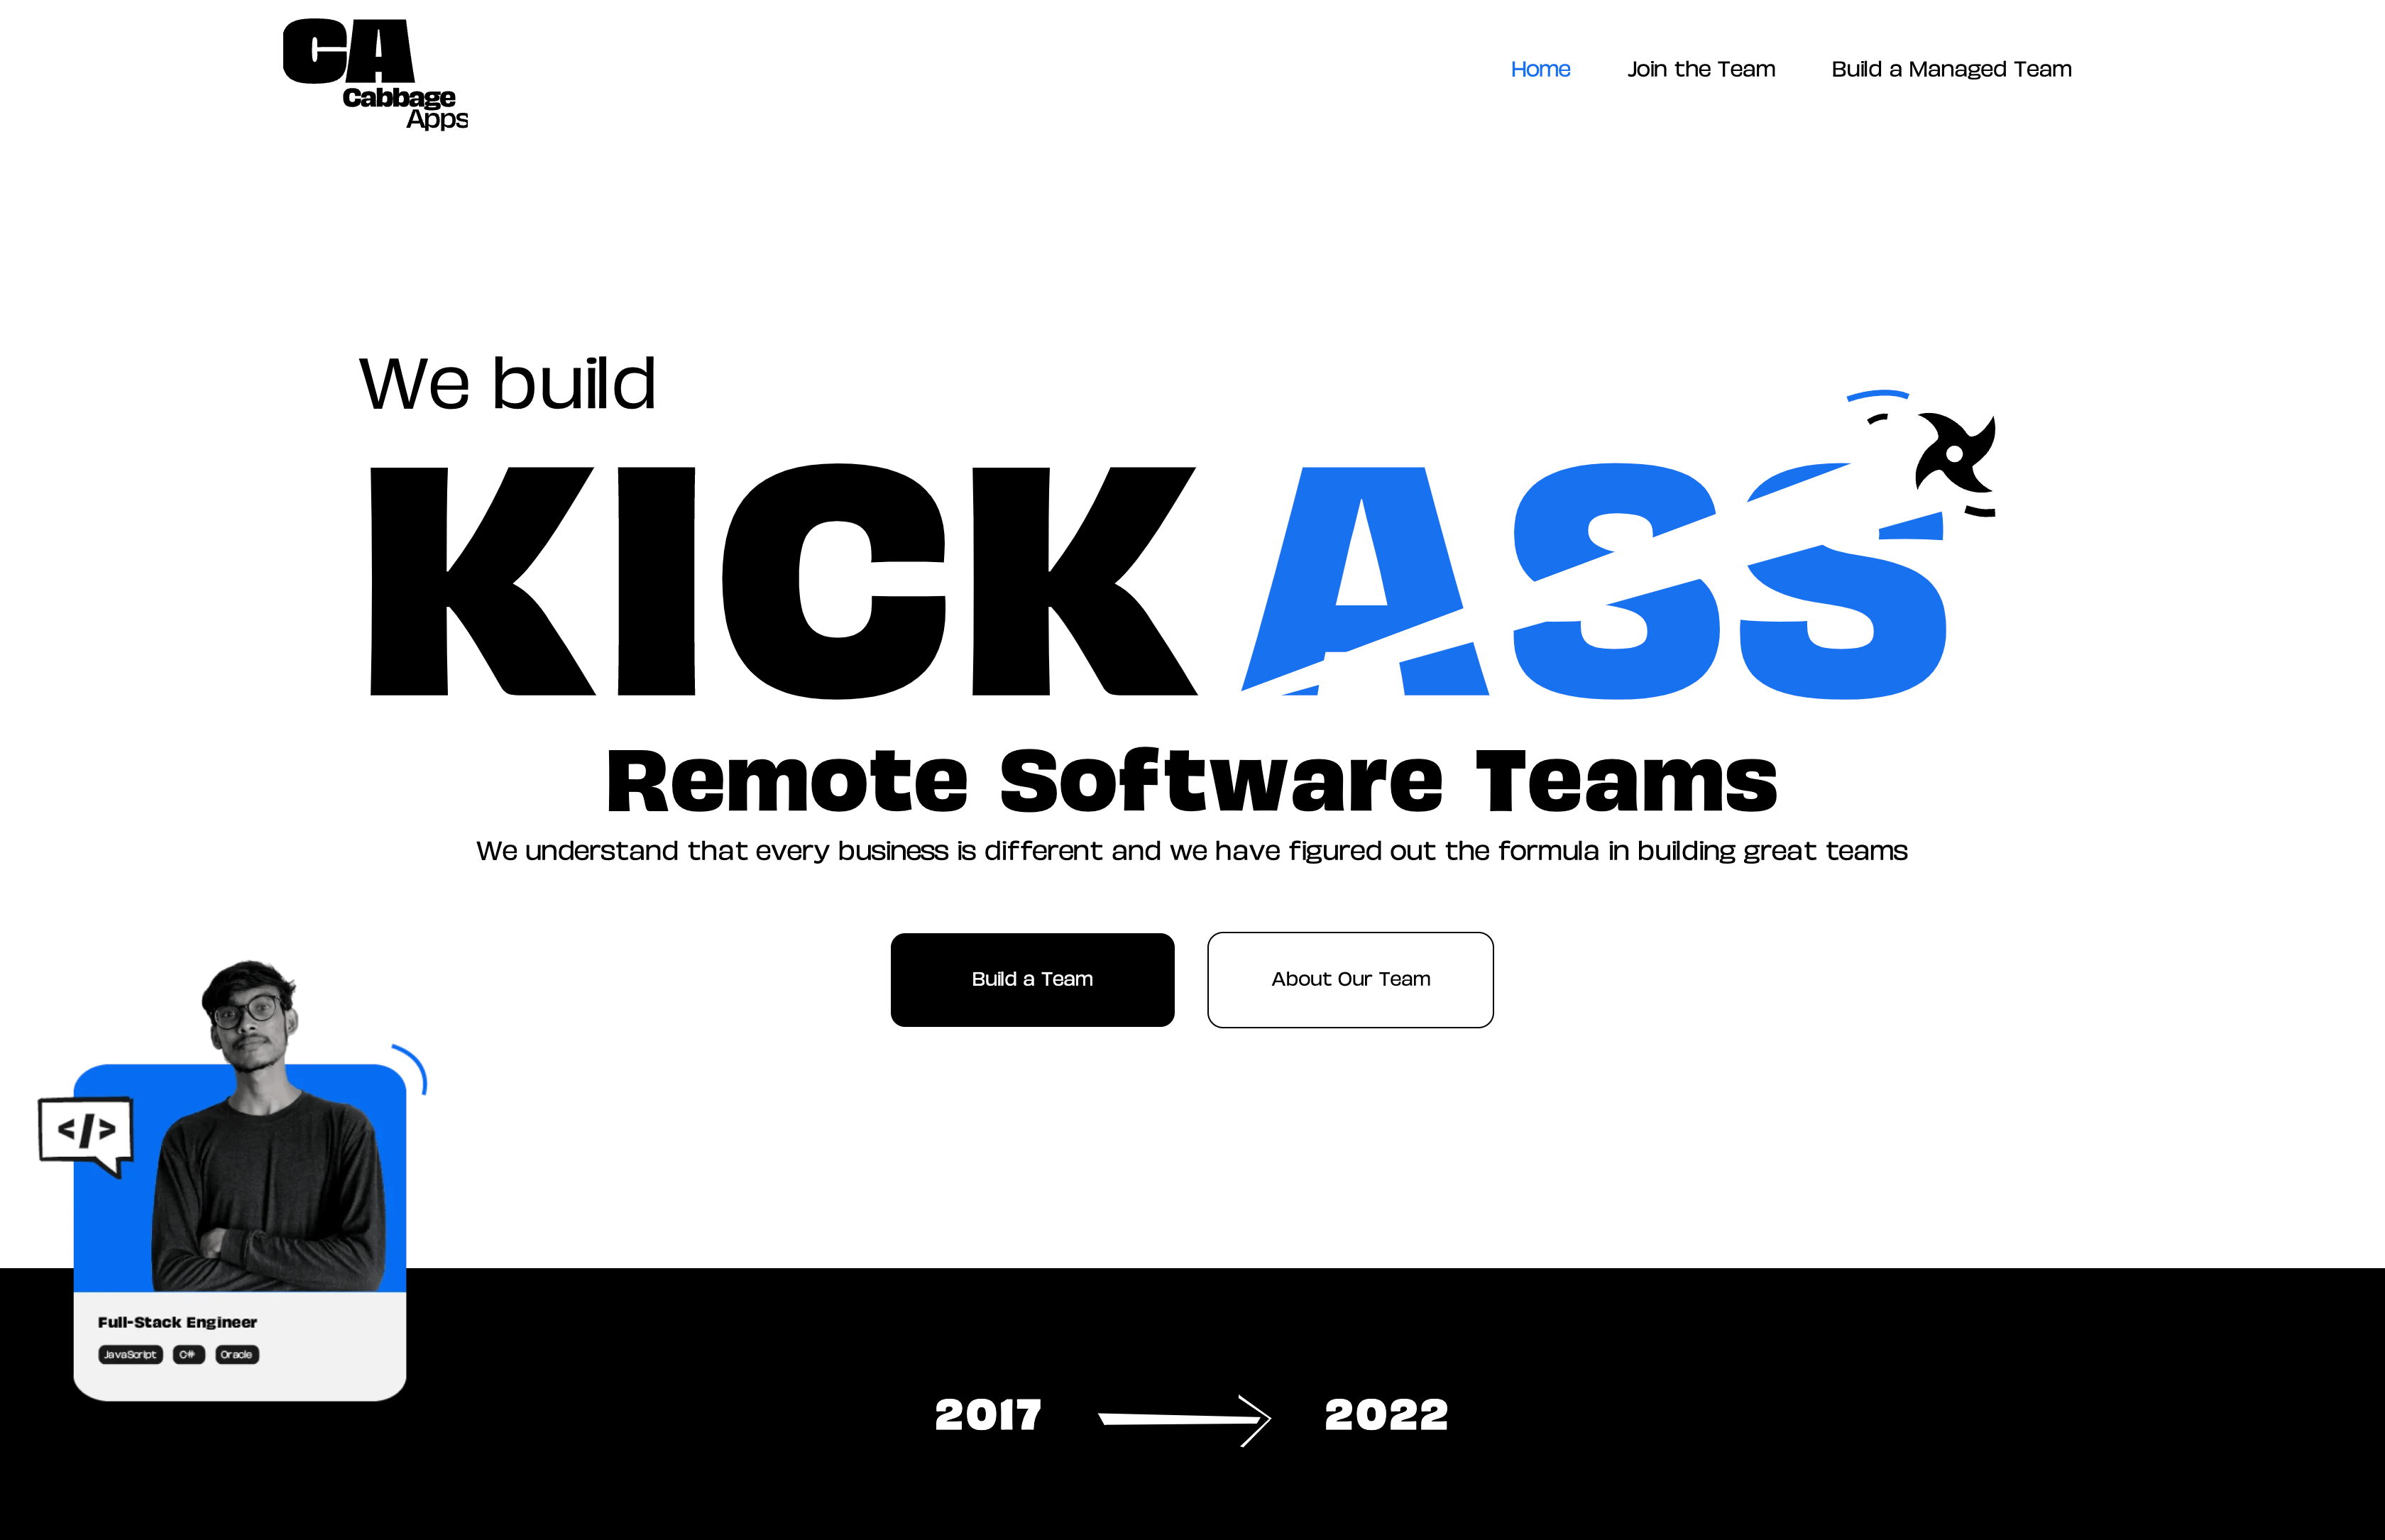 CA
Cabbage
Apps
Home
Join the Team
Build a Managed Team
We build
KICK ASS
Remote Software Teams
We understand that every business is different and we have figured out the formula in building great teams
Build a Team
About Our Team
</>
Full-Stack Engineer
JavaScript
C#
Oracle
2017
2022